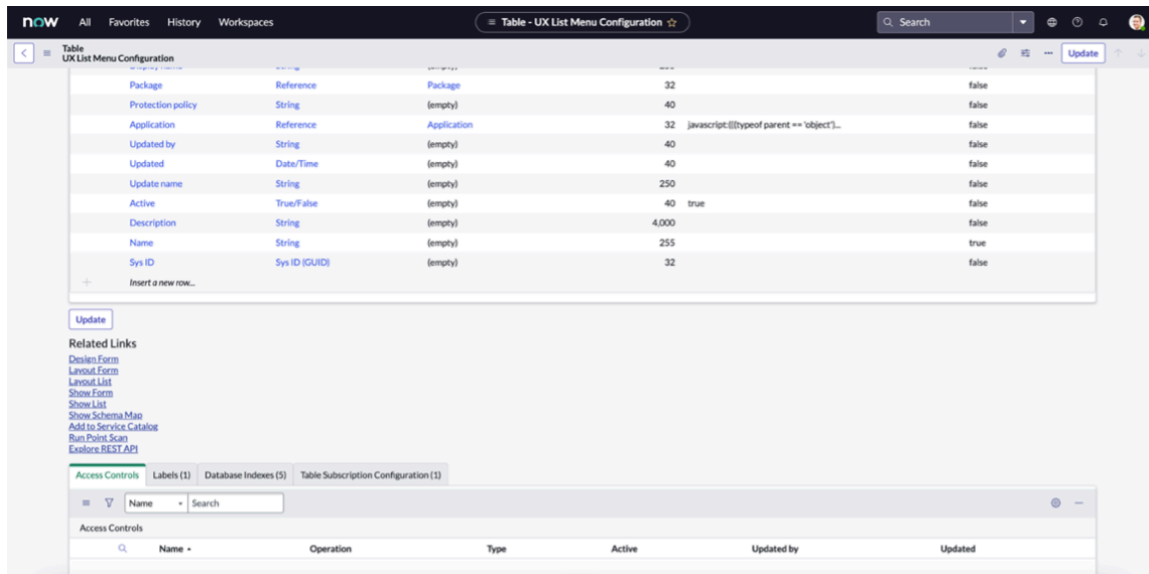 now All Favorites History Workspaces Table - UX List Menu Configuration Search
Table
UX List Menu Configuration
Update
Package Reference Package 32 false
Protection policy String (empty) 40 false
Application Reference Application 32 javascript:(((typeof parent == 'object')... false
Updated by String (empty) 40 false
Updated Date/Time (empty) 40 false
Update name String (empty) 250 false
Active True/False (empty) 40 true false
Description String (empty) 4,000 false
Name String (empty) 255 true
Sys ID Sys ID (GUID) (empty) 32 false
Insert a new row...
Update
Related Links
Design Form
Layout Form
Layout List
Show Form
Show List
Show Schema Map
Add to Service Catalog
Run Point Scan
Explore REST API
Access Controls Labels (1) Database Indexes (5) Table Subscription Configuration (1)
Name Search
Access Controls
Name Operation Type Active Updated by Updated